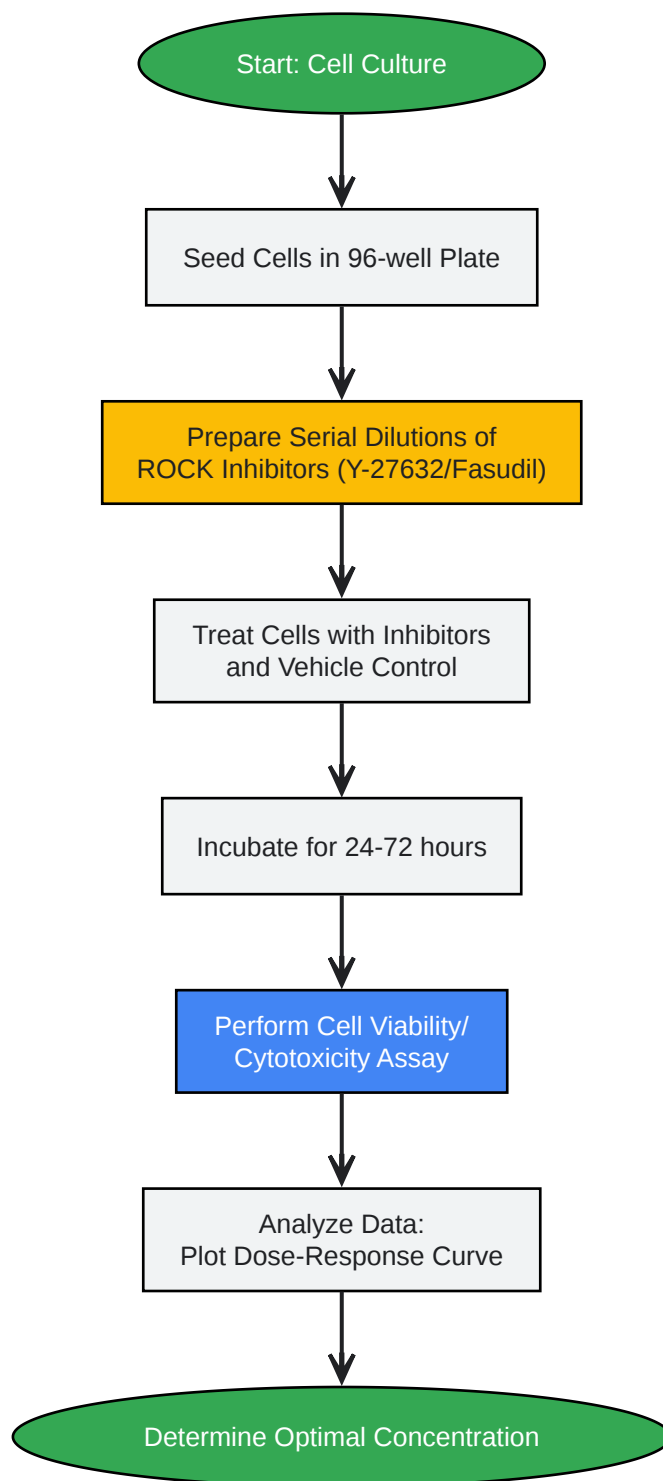 Start: Cell Culture
Seed Cells in 96-well Plate
Prepare Serial Dilutions of
ROCK Inhibitors (Y-27632/Fasudil)
Treat Cells with Inhibitors
and Vehicle Control
Incubate for 24-72 hours
Perform Cell Viability/
Cytotoxicity Assay
Analyze Data:
Plot Dose-Response Curve
Determine Optimal Concentration